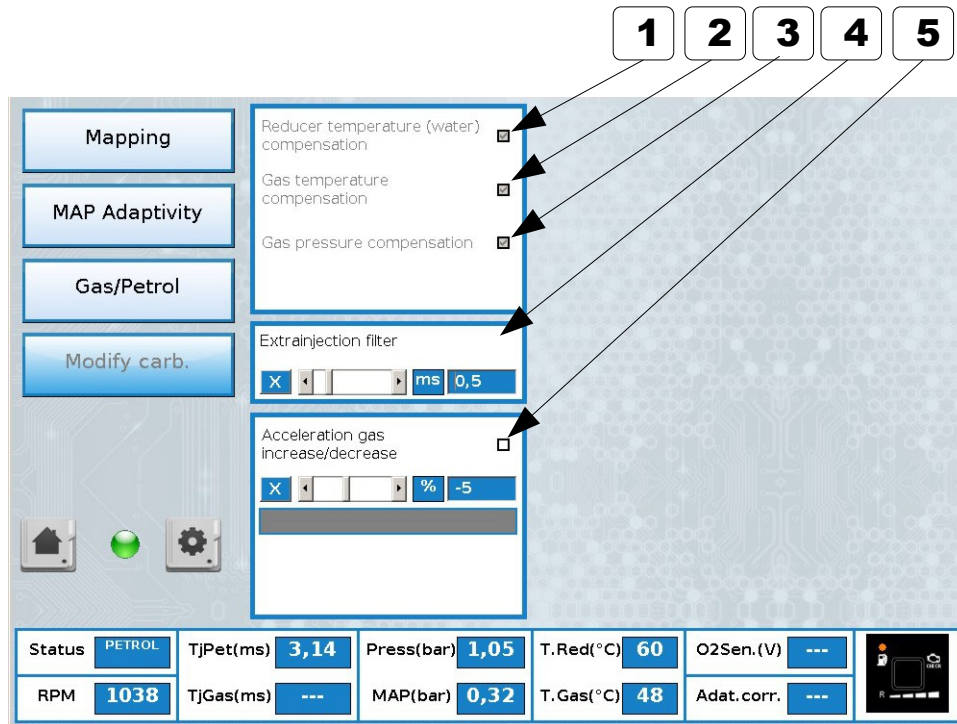 1 2 3 4 5
Mapping
MAP Adaptivity
Gas/Petrol
Modify carb.
Reducer temperature (water)
compensation
Gas temperature
compensation
Gas pressure compensation
Extrainjection filter
X ms 0,5
Acceleration gas
increase/decrease
X % -5
Status PETROL TjPet(ms) 3,14 Press(bar) 1,05 T.Red(°C) 60 O2Sen.(V) ---
RPM 1038 TjGas(ms) --- MAP(bar) 0,32 T.Gas(°C) 48 Adat.corr. ---
CHECK
R